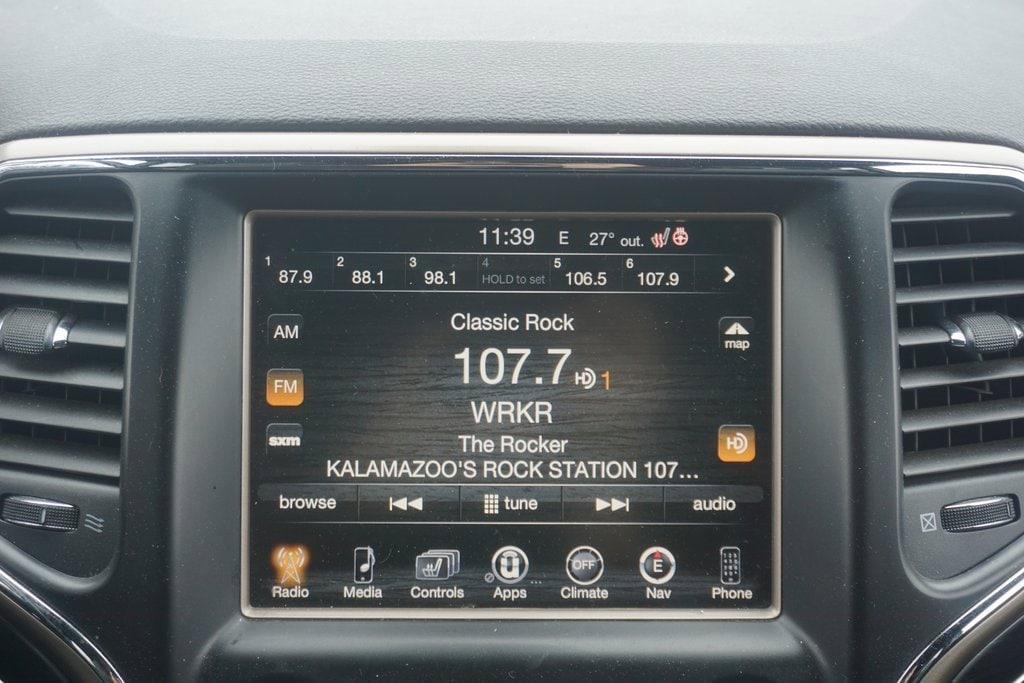 11:39 E 27° out.
1 87.9 2 88.1 3 98.1 4 HOLD to set 5 106.5 6 107.9
Classic Rock
AM
map
107.7 HD 1
FM
WRKR
The Rocker
sxm
HD
KALAMAZOO'S ROCK STATION 107...
browse tune audio
OFF E
Radio Media Controls Apps Climate Nav Phone